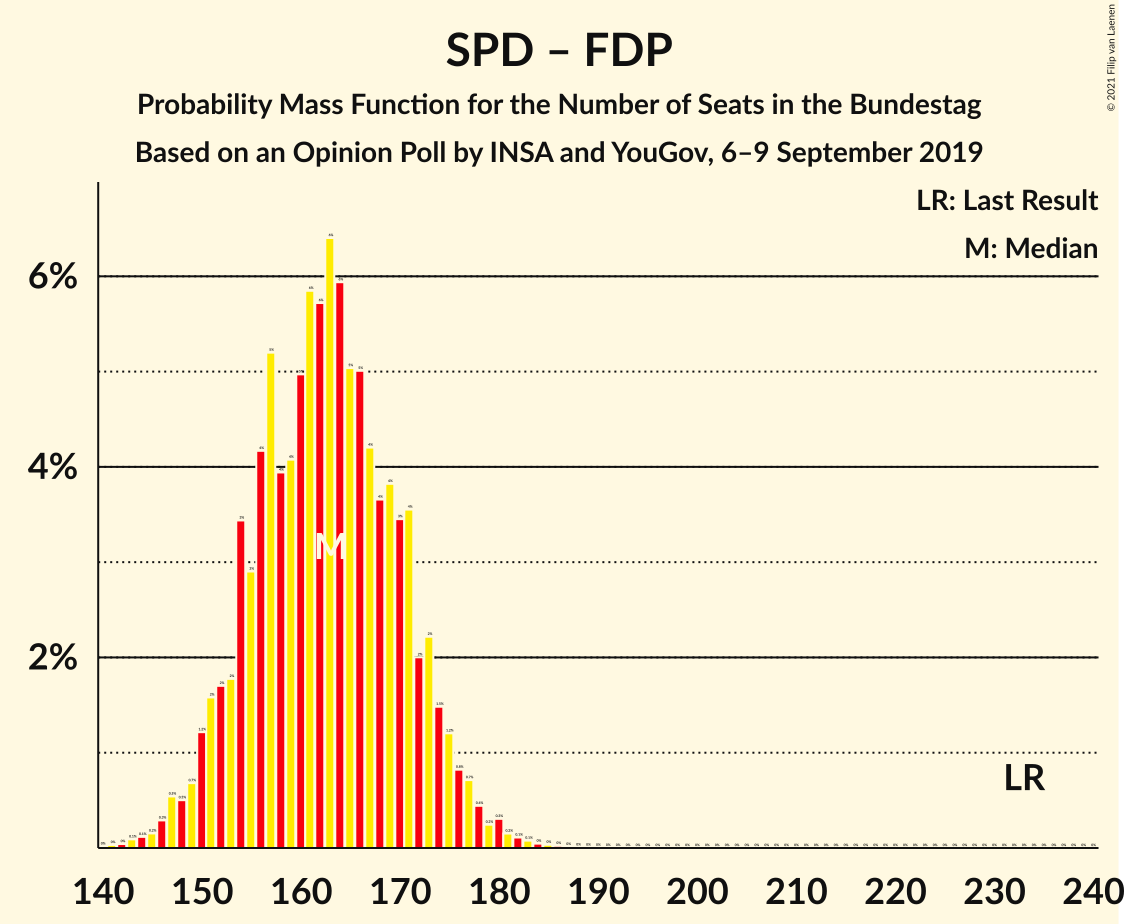 SPD – FDP
Probability Mass Function for the Number of Seats in the Bundestag
Based on an Opinion Poll by INSA and YouGov, 6–9 September 2019
© 2021 Filip van Laenen
LR: Last Result
M: Median
6%
4%
2%
M
LR
140 150 160 170 180 190 200 210 220 230 240